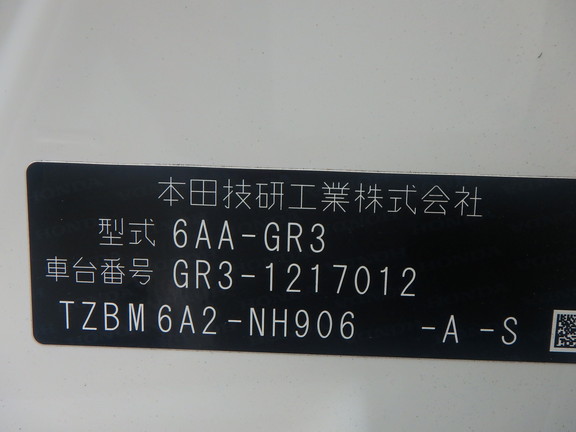 本田技研工業株式会社
型式 6AA-GR3
車台番号 GR3-1217012
TZBM6A2-NH906 -A -S